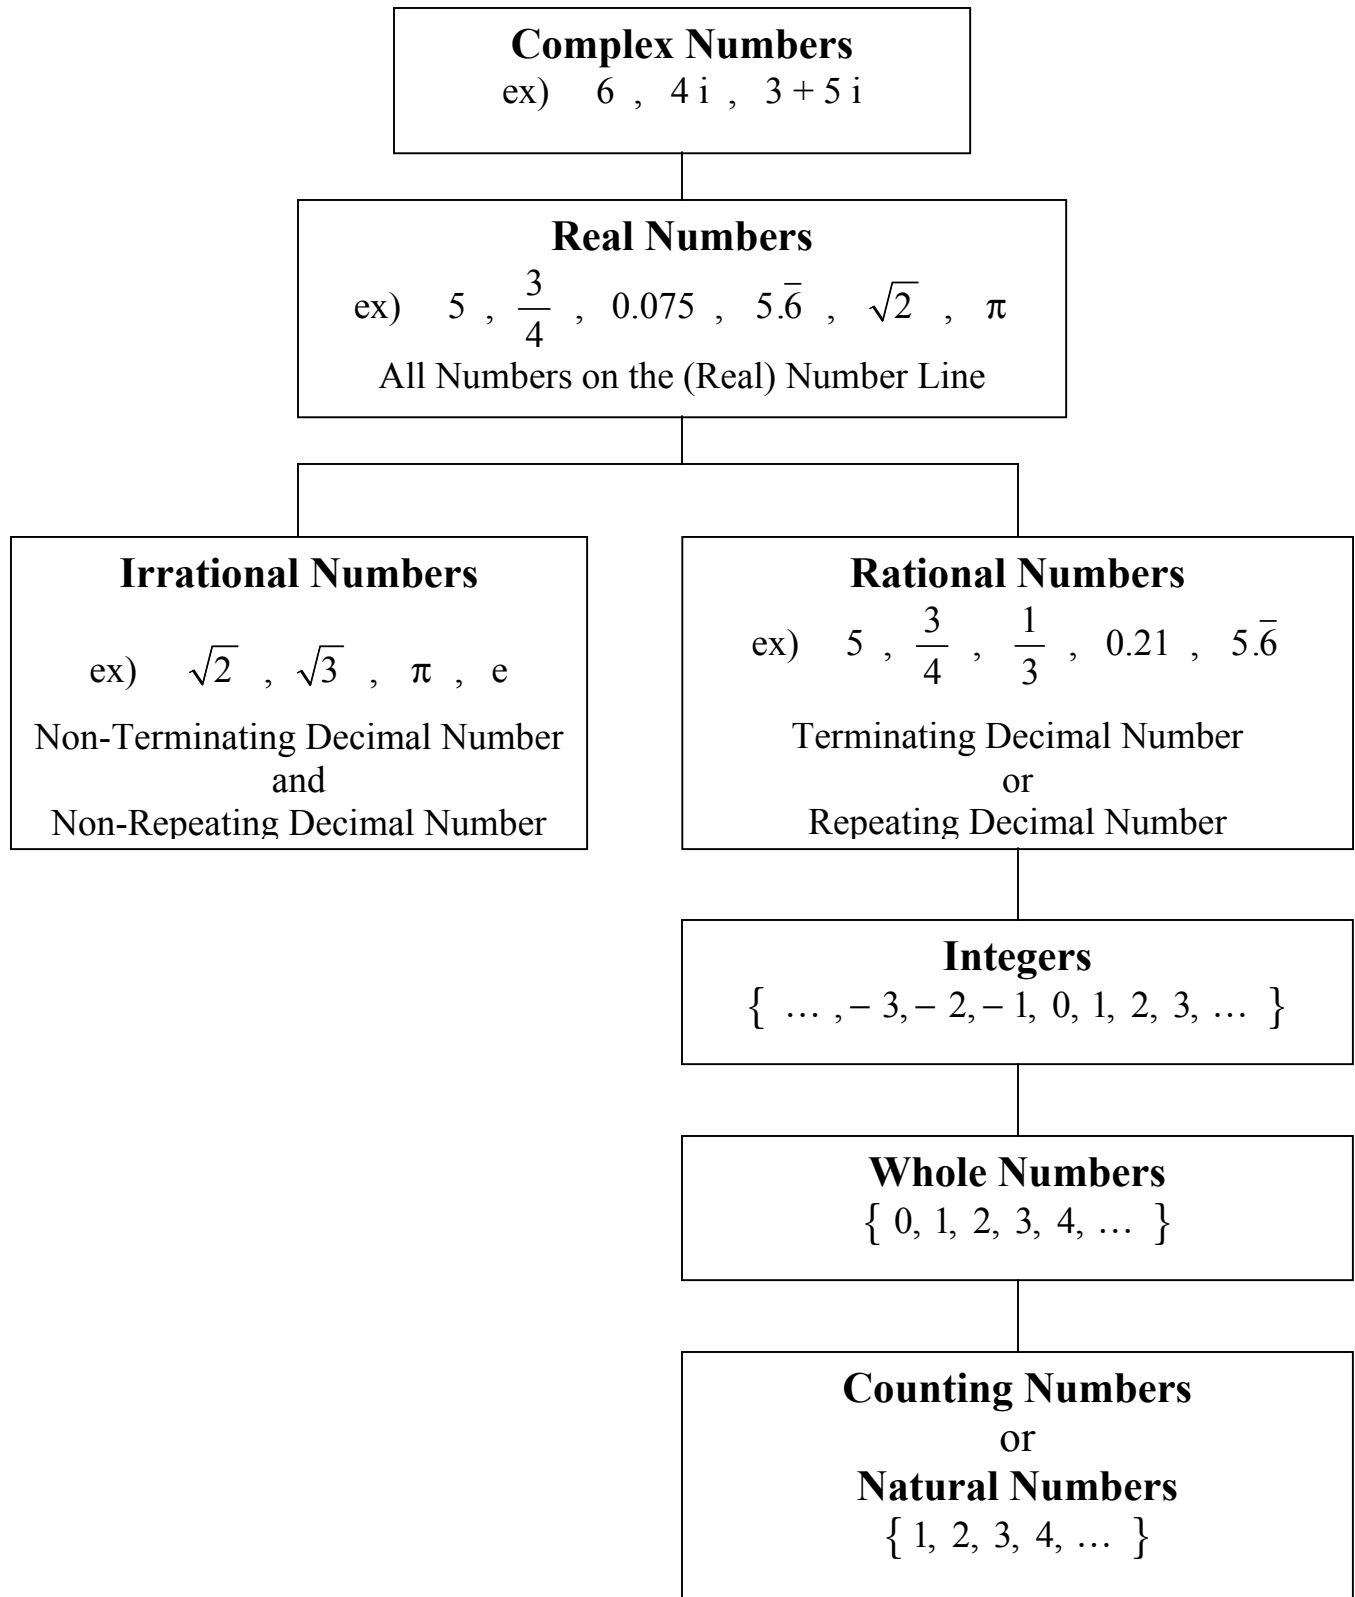 Complex Numbers
ex) 6 , 4 i , 3 + 5 i
Real Numbers
ex) 5 , 3/4 , 0.075 , 5.6̅ , √2 , π
All Numbers on the (Real) Number Line
Irrational Numbers
ex) √2 , √3 , π , e
Non-Terminating Decimal Number
and
Non-Repeating Decimal Number
Rational Numbers
ex) 5 , 3/4 , 1/3 , 0.21 , 5.6̅
Terminating Decimal Number
or
Repeating Decimal Number
Integers
{ … , − 3, − 2, − 1, 0, 1, 2, 3, … }
Whole Numbers
{ 0, 1, 2, 3, 4, … }
Counting Numbers
or
Natural Numbers
{ 1, 2, 3, 4, … }